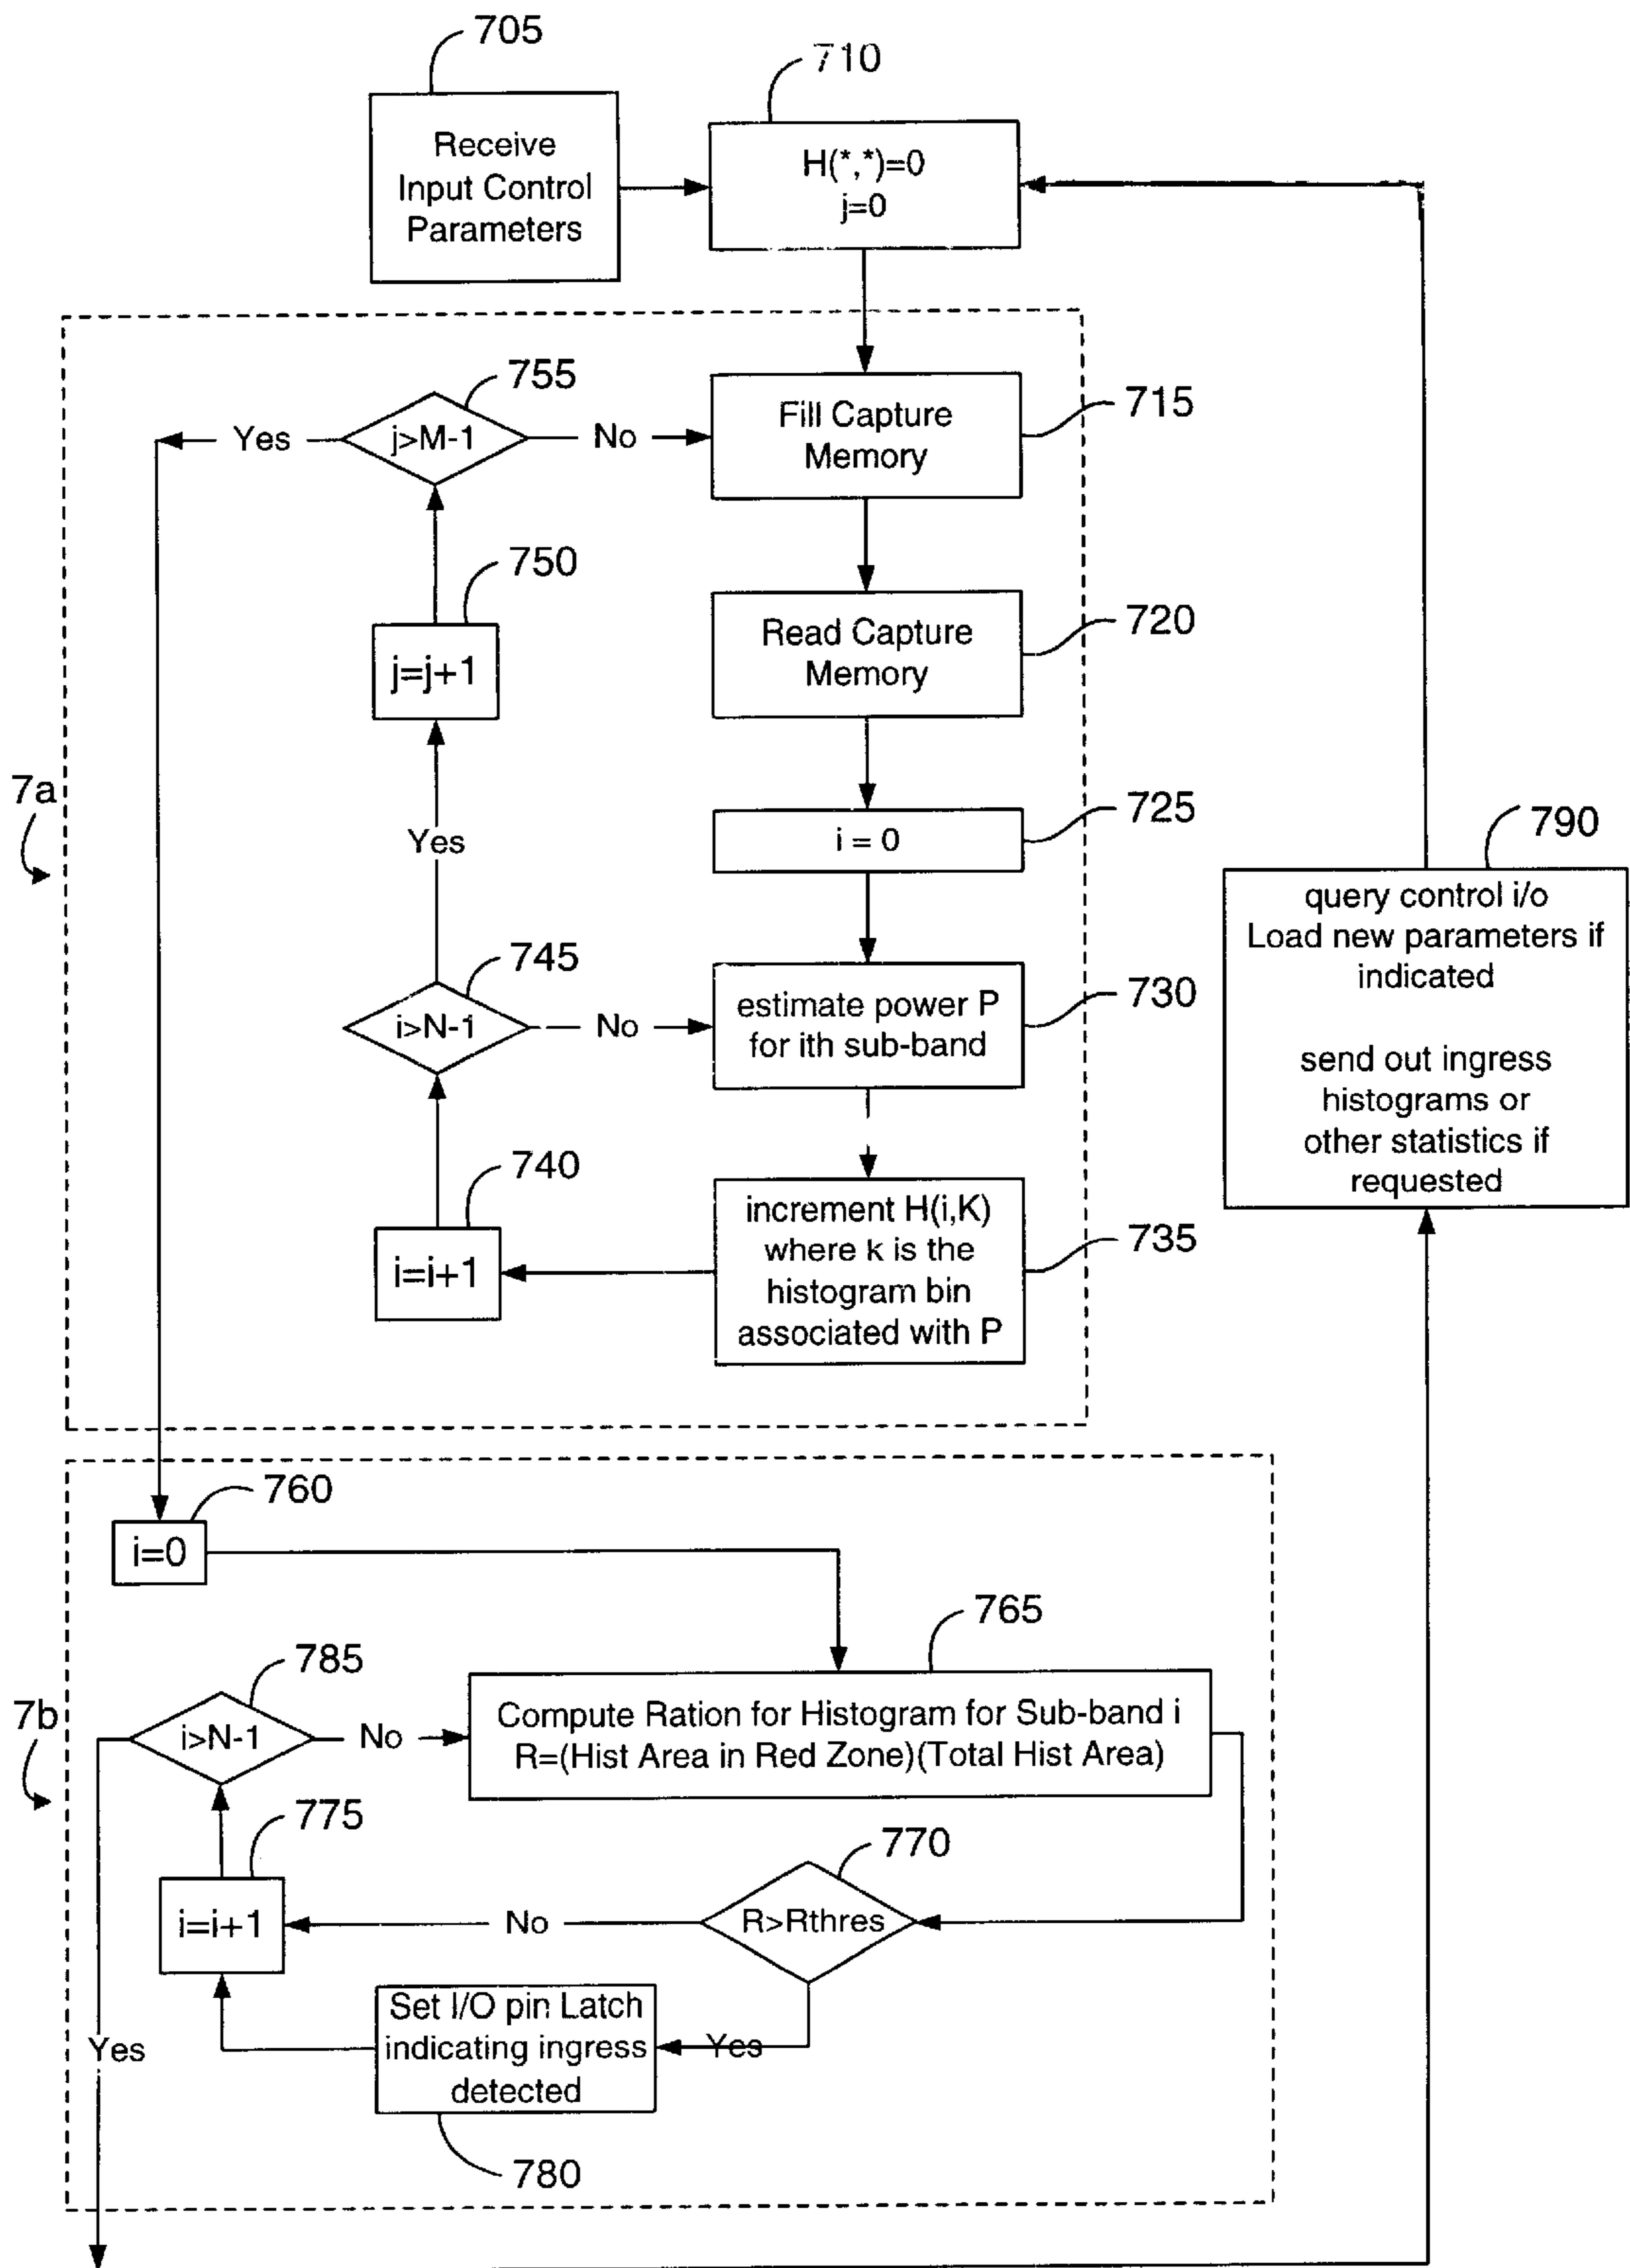 705
710
Receive
Input Control
Parameters
H(*,*)=0
j=0
755
Yes
j>M-1
No
Fill Capture
Memory
715
750
j=j+1
Read Capture
Memory
720
7a
Yes
i = 0
725
790
query control i/o
Load new parameters if
indicated
send out ingress
histograms or
other statistics if
requested
745
i>N-1
No
estimate power P
for ith sub-band
730
740
i=i+1
increment H(i,K)
where k is the
histogram bin
associated with P
735
760
i=0
765
785
7b
i>N-1
No
Compute Ration for Histogram for Sub-band i
R=(Hist Area in Red Zone)(Total Hist Area)
775
770
i=i+1
No
R>Rthres
Set I/O pin Latch
indicating ingress
detected
Yes
Yes
780